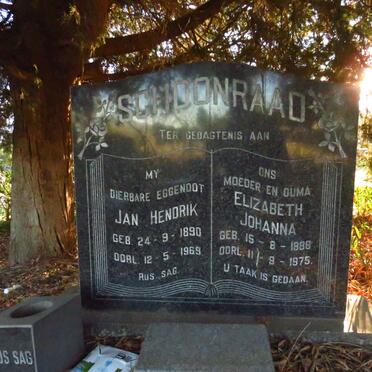 SCHOONRAAD
TER GEDAGTENIS AAN
MY
DIERBARE EGGENOOT
JAN HENDRIK
GEB. 24-9-1890
OORL. 12-5-1969
RUS SAG.
ONS
MOEDER EN OUMA
ELIZABETH
JOHANNA
GEB. 15-8-1888
OORL. 11-9-1975.
U TAAK IS GEDAAN.
US SAG